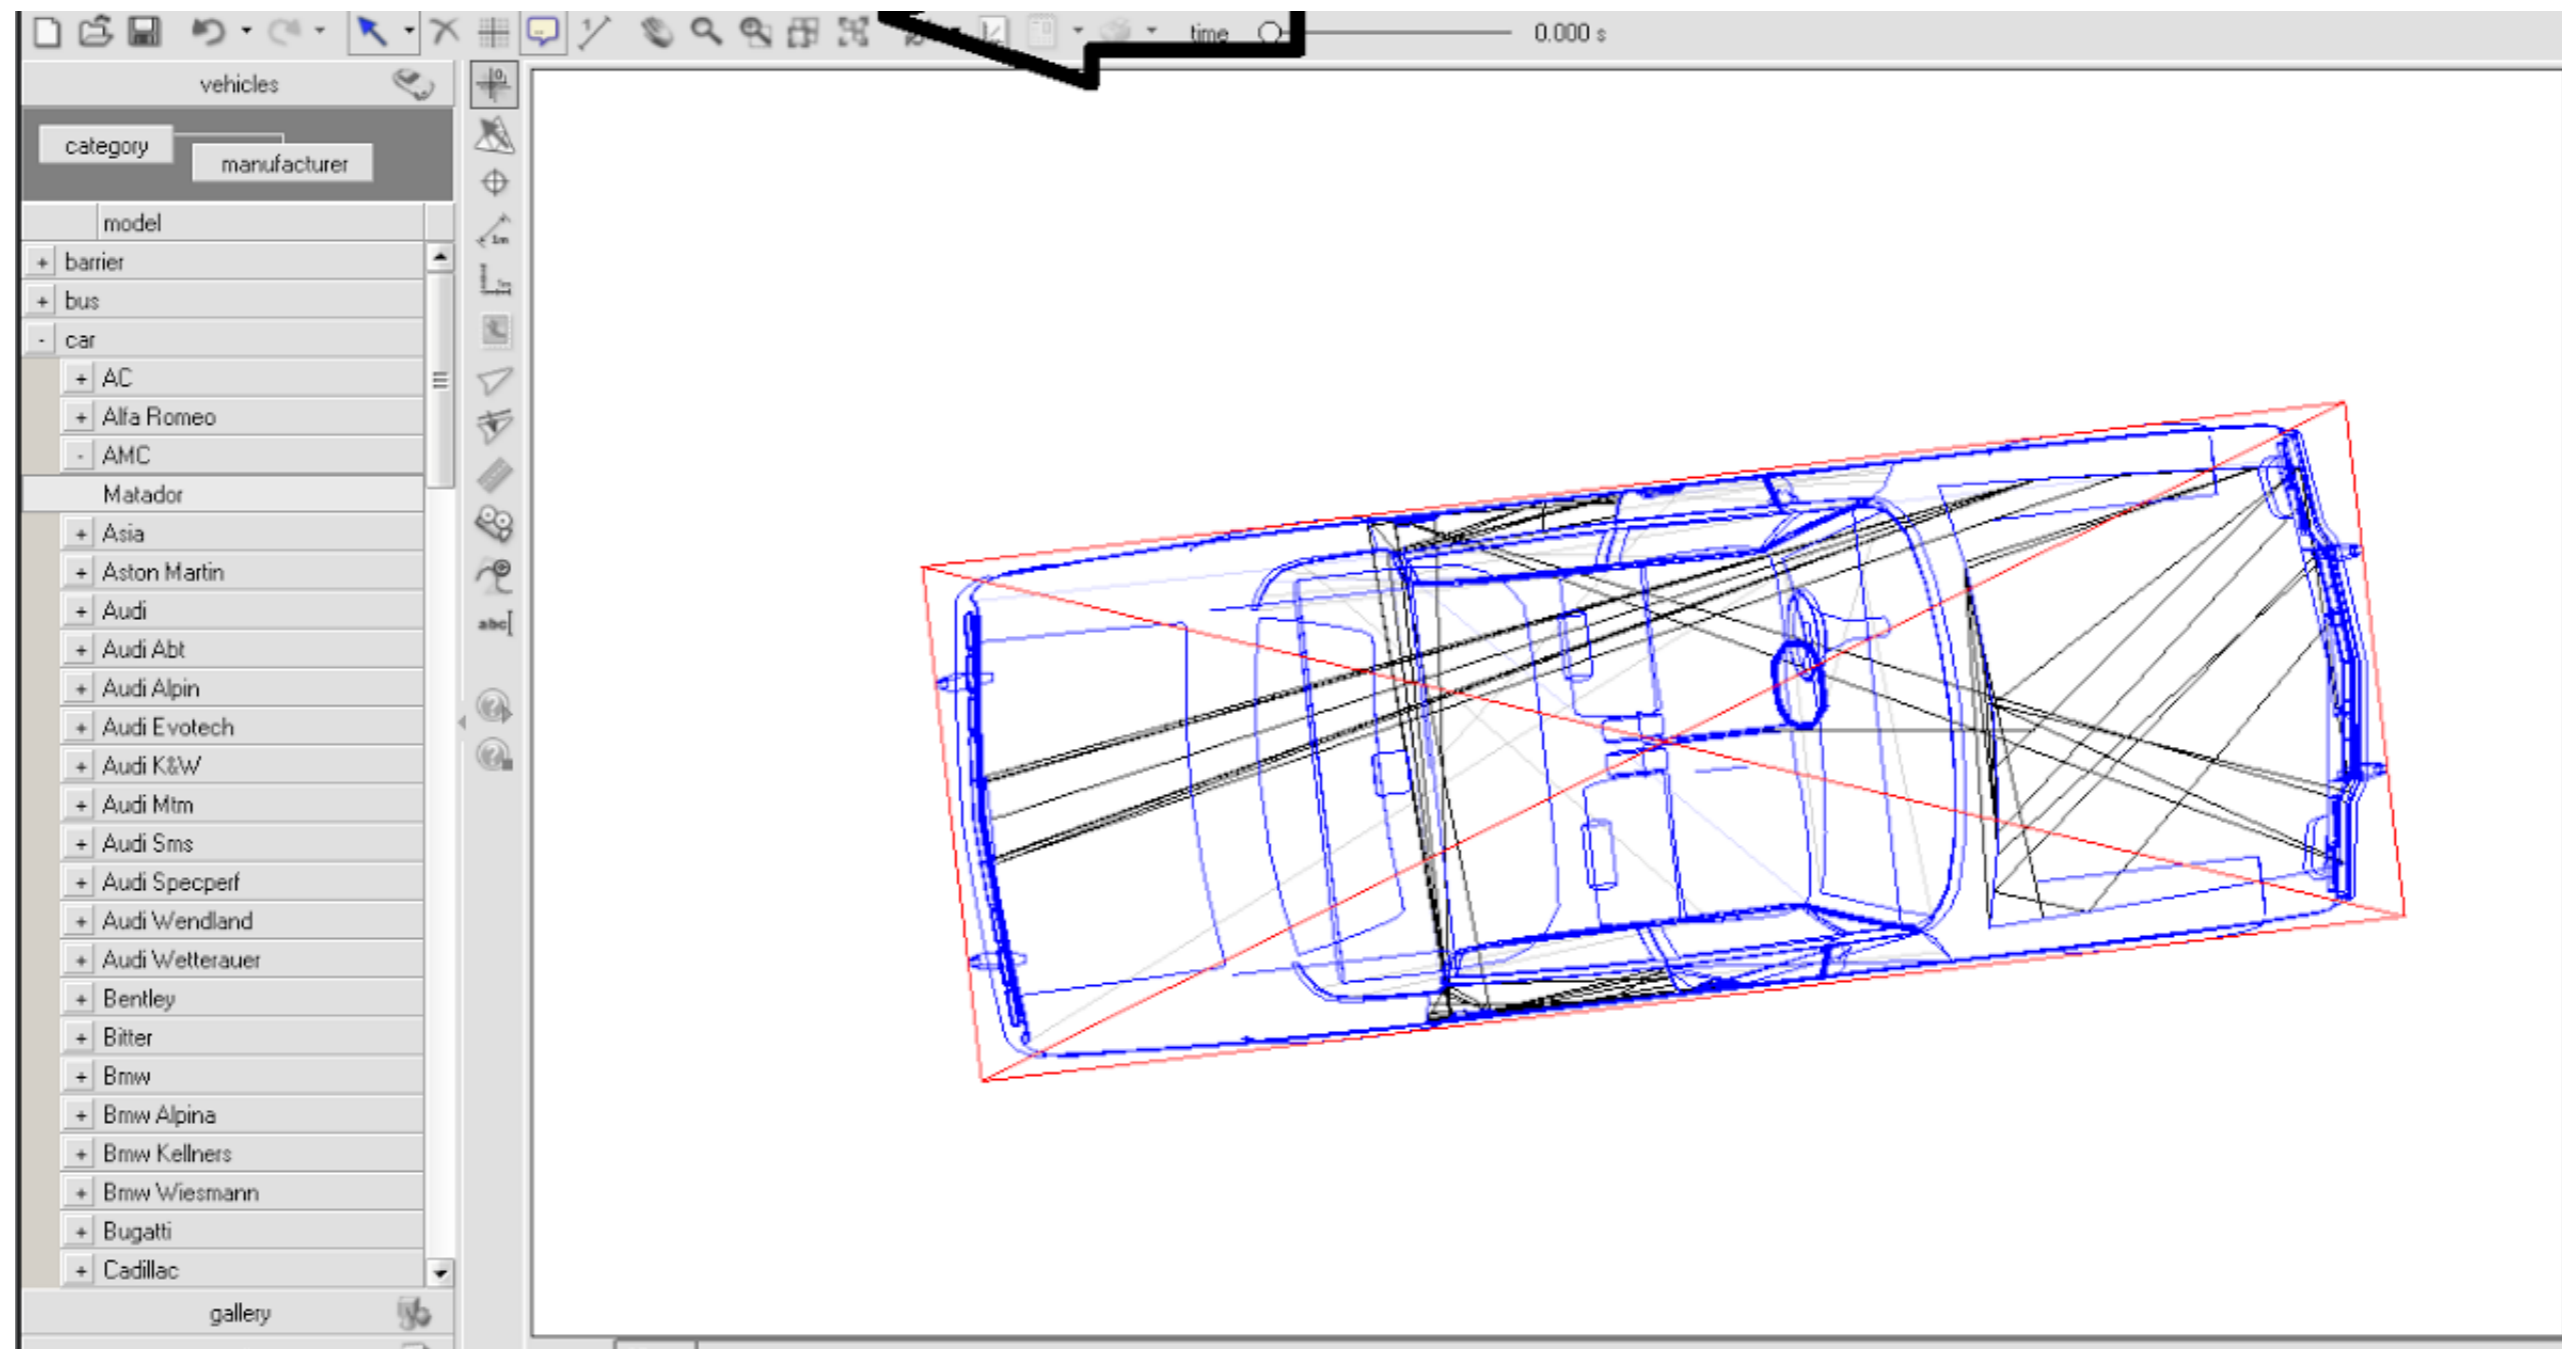 time 0.000 s
vehicles
category
manufacturer
model
+ barrier
+ bus
- car
+ AC
+ Alfa Romeo
- AMC
Matador
+ Asia
+ Aston Martin
+ Audi
+ Audi Abt
+ Audi Alpin
+ Audi Evotech
+ Audi K&W
+ Audi Mtm
+ Audi Sms
+ Audi Specperf
+ Audi Wendland
+ Audi Wetterauer
+ Bentley
+ Bitter
+ Bmw
+ Bmw Alpina
+ Bmw Kellners
+ Bmw Wiesmann
+ Bugatti
+ Cadillac
gallery
1m
abc